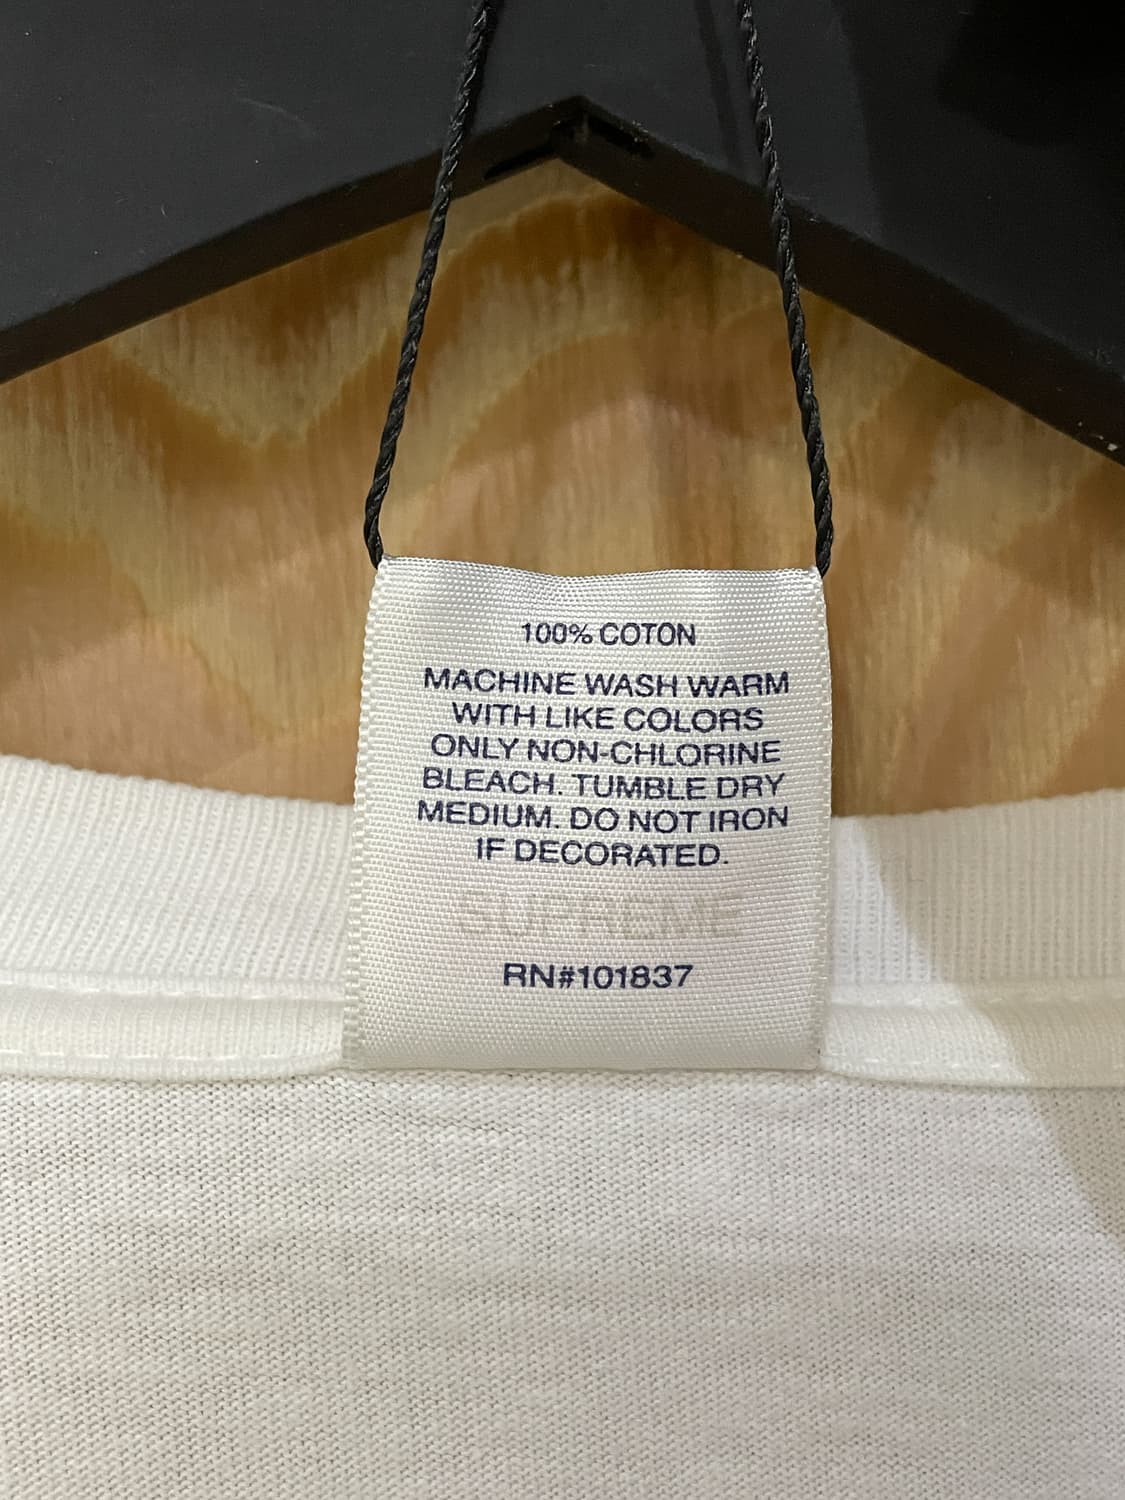 100% COTON
MACHINE WASH WARM
WITH LIKE COLORS
ONLY NON-CHLORINE
BLEACH. TUMBLE DRY
MEDIUM. DO NOT IRON
IF DECORATED.
SUPREME
RN#101837